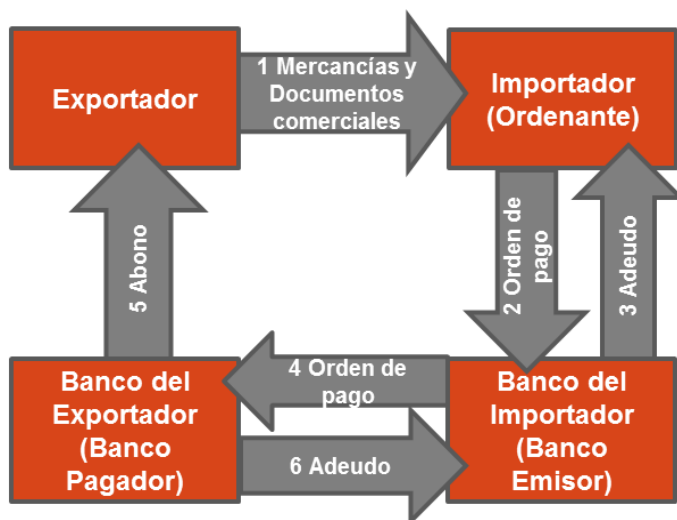 Exportador
1 Mercancías y
Documentos
comerciales
Importador
(Ordenante)
5 Abono
2 Orden de
pago
3 Adeudo
Banco del
Exportador
(Banco
Pagador)
4 Orden de
pago
6 Adeudo
Banco del
Importador
(Banco
Emisor)